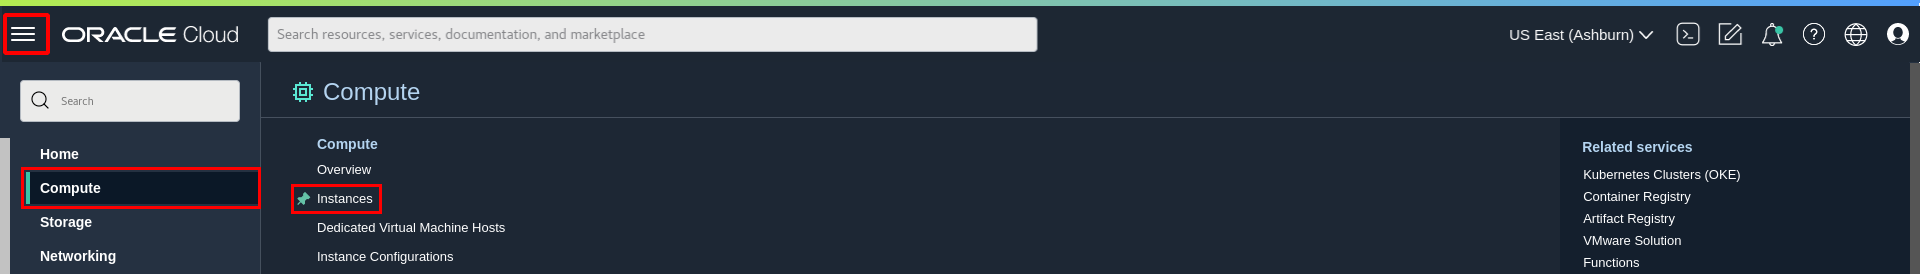 ORACLE Cloud
Search resources, services, documentation, and marketplace
US East (Ashburn)
Search
Home
Compute
Storage
Networking
Compute
Compute
Overview
Instances
Dedicated Virtual Machine Hosts
Instance Configurations
Related services
Kubernetes Clusters (OKE)
Container Registry
Artifact Registry
VMware Solution
Functions